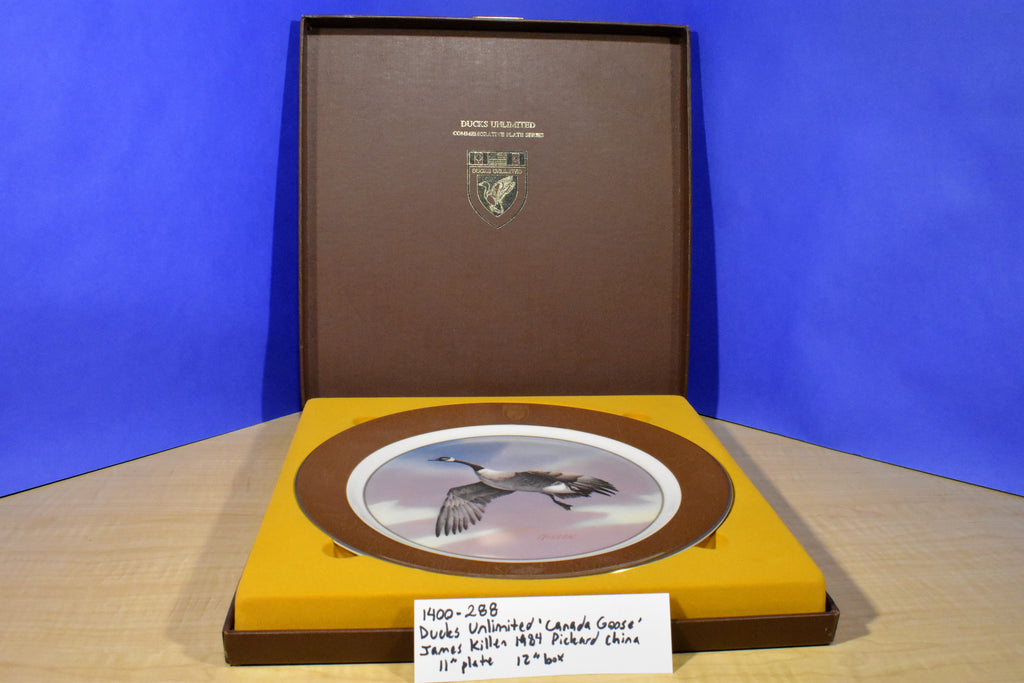 DUCKS UNLIMITED
COMMEMORATIVE PLATE SERIES
DUCKS UNLIMITED
1400-288
Ducks Unlimited 'Canada Goose'
James Killen 1984 Pickard China
11" plate 12" box